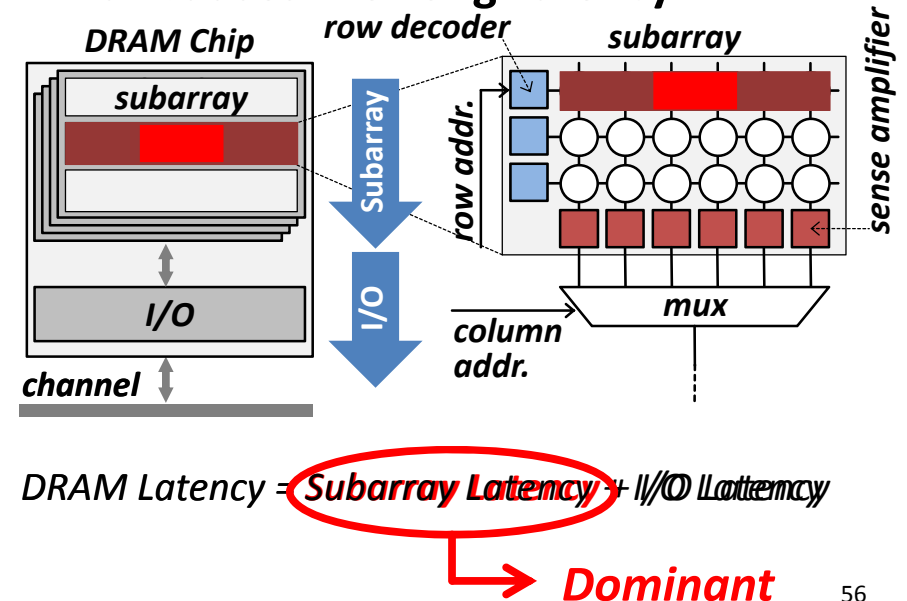 DRAM Chip
row decoder
subarray
subarray
Subarray
row addr.
sense amplifier
I/O
I/O
mux
column
addr.
channel
DRAM Latency = Subarray Latency + I/O Latency
Dominant
56